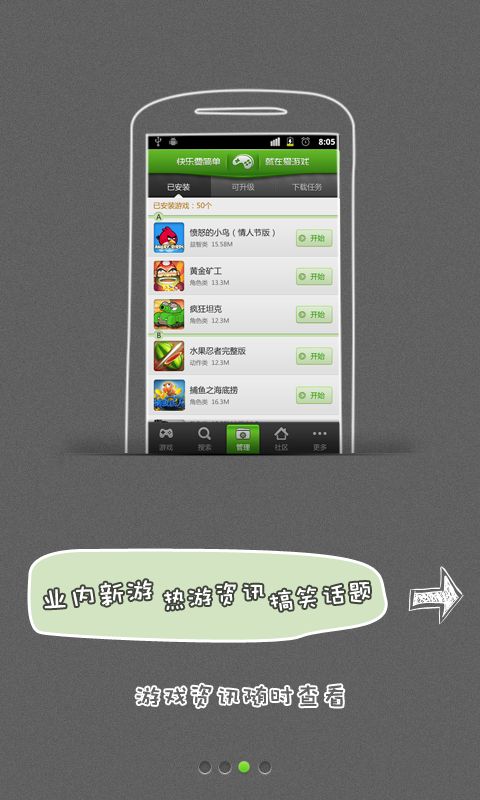 8:05
快乐要简单 就在爱游戏
已安装 可升级 下载任务
已安装游戏：50个
A
愤怒的小鸟（情人节版）
益智类 15.58M
开始
黄金矿工
角色类 13.3M
开始
疯狂坦克
角色类 13.3M
开始
B
水果忍者完整版
动作类 12.3M
开始
捕鱼之海底捞
角色类 16.3M
开始
游戏 搜索 管理 社区 更多
业内新游 热游资讯 搞笑话题
游戏资讯随时查看